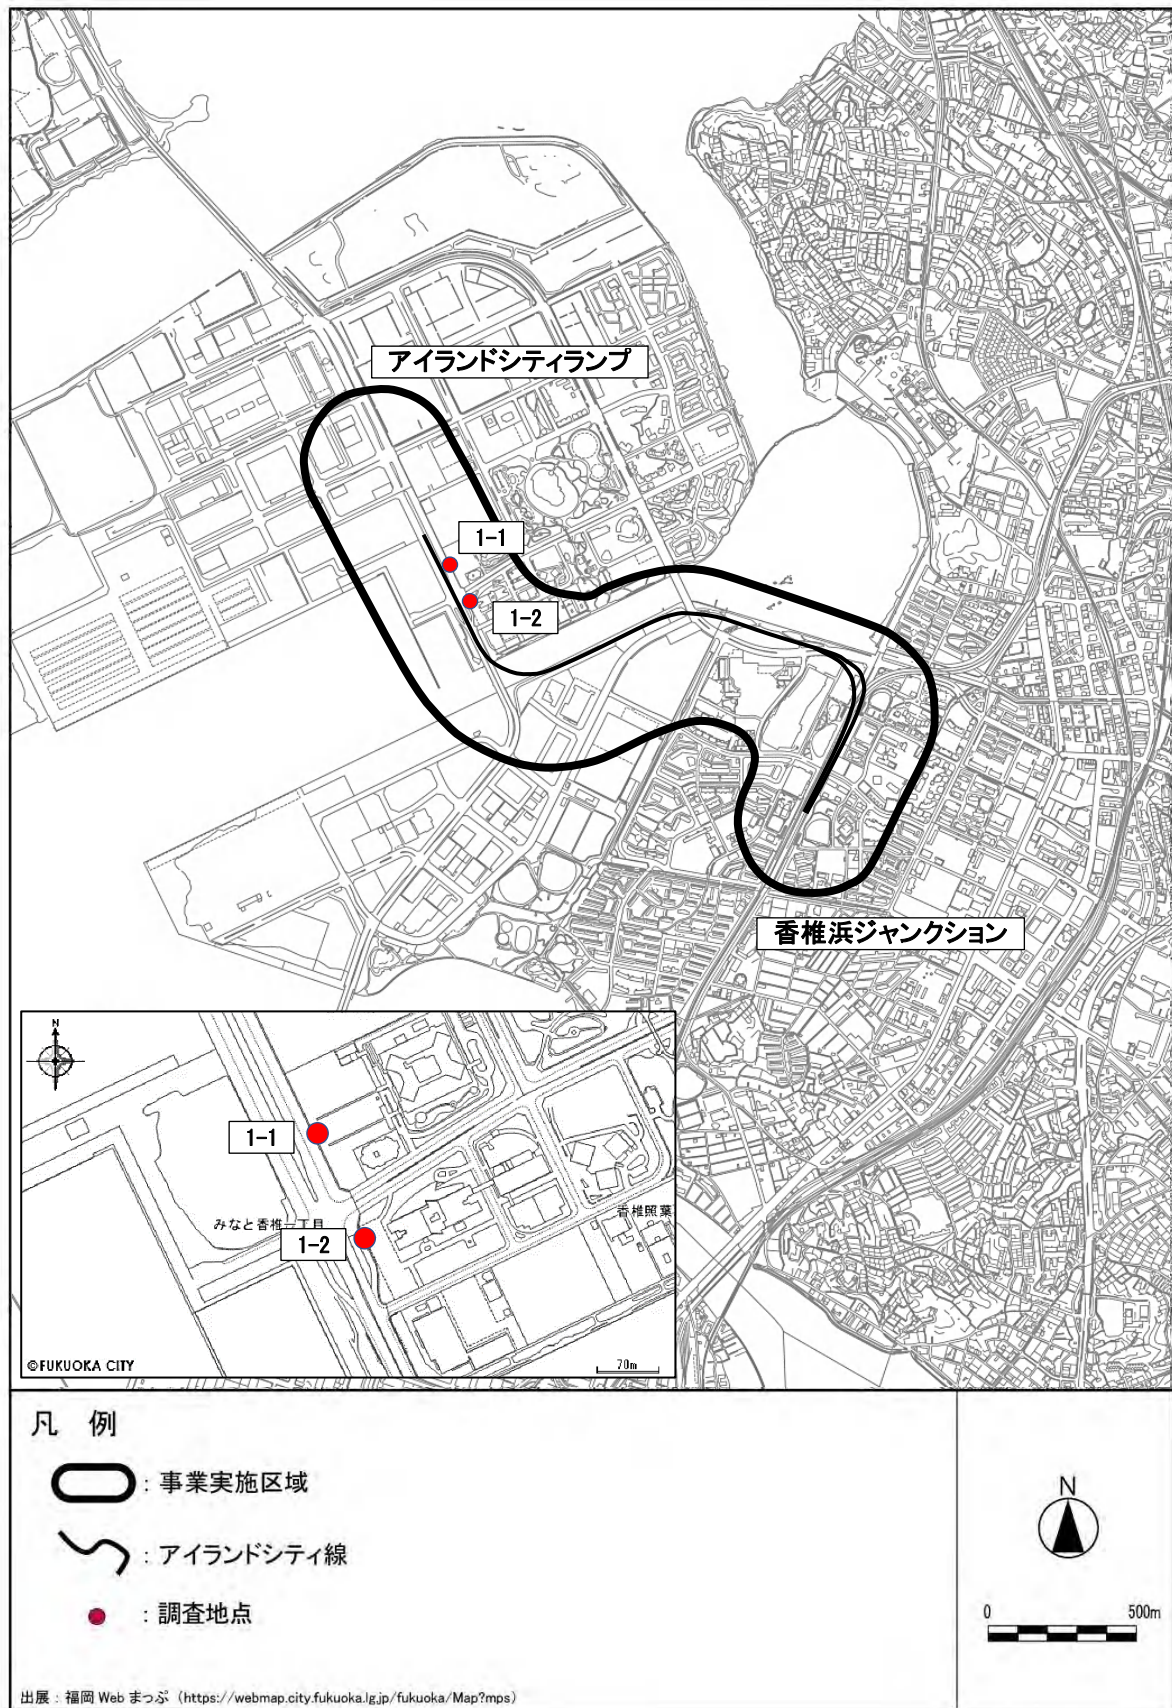 アイランドシティランプ
1-1
1-2
香椎浜ジャンクション
N
1-1
みなと香椎一丁目
1-2
香椎照葉
©FUKUOKA CITY
70m
凡 例
：事業実施区域
：アイランドシティ線
：調査地点
N
0 500m
出展：福岡 Web まっぷ（https://webmap.city.fukuoka.lg.jp/fukuoka/Map?mps）